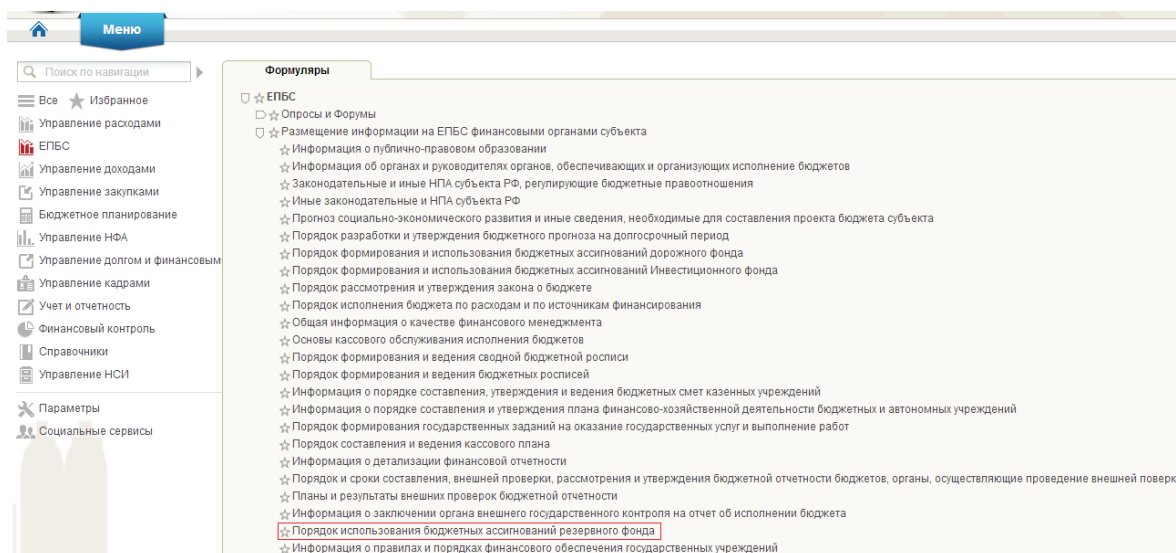 Меню
Поиск по навигации
Все Избранное
Управление расходами
ЕПБС
Управление доходами
Управление закупками
Бюджетное планирование
Управление НФА
Управление долгом и финансовым
Управление кадрами
Учет и отчетность
Финансовый контроль
Справочники
Управление НСИ
Параметры
Социальные сервисы
Формуляры
ЕПБС
Опросы и Форумы
Размещение информации на ЕПБС финансовыми органами субъекта
Информация о публично-правовом образовании
Информация об органах и руководителях органов, обеспечивающих и организующих исполнение бюджетов
Законодательные и иные НПА субъекта РФ, регулирующие бюджетные правоотношения
Иные законодательные и НПА субъекта РФ
Прогноз социально-экономического развития и иные сведения, необходимые для составления проекта бюджета субъекта
Порядок разработки и утверждения бюджетного прогноза на долгосрочный период
Порядок формирования и использования бюджетных ассигнований дорожного фонда
Порядок формирования и использования бюджетных ассигнований Инвестиционного фонда
Порядок рассмотрения и утверждения закона о бюджете
Порядок исполнения бюджета по расходам и по источникам финансирования
Общая информация о качестве финансового менеджмента
Основы кассового обслуживания исполнения бюджетов
Порядок формирования и ведения сводной бюджетной росписи
Порядок формирования и ведения бюджетных росписей
Информация о порядке составления, утверждения и ведения бюджетных смет казенных учреждений
Информация о порядке составления и утверждения плана финансово-хозяйственной деятельности бюджетных и автономных учреждений
Порядок формирования государственных заданий на оказание государственных услуг и выполнение работ
Порядок составления и ведения кассового плана
Информация о детализации финансовой отчетности
Порядок и сроки составления, внешней проверки, рассмотрения и утверждения бюджетной отчетности бюджетов, органы, осуществляющие проведение внешней поверк
Планы и результаты внешних проверок бюджетной отчетности
Информация о заключении органа внешнего государственного контроля на отчет об исполнении бюджета
Порядок использования бюджетных ассигнований резервного фонда
Информация о правилах и порядках финансового обеспечения государственных учреждений